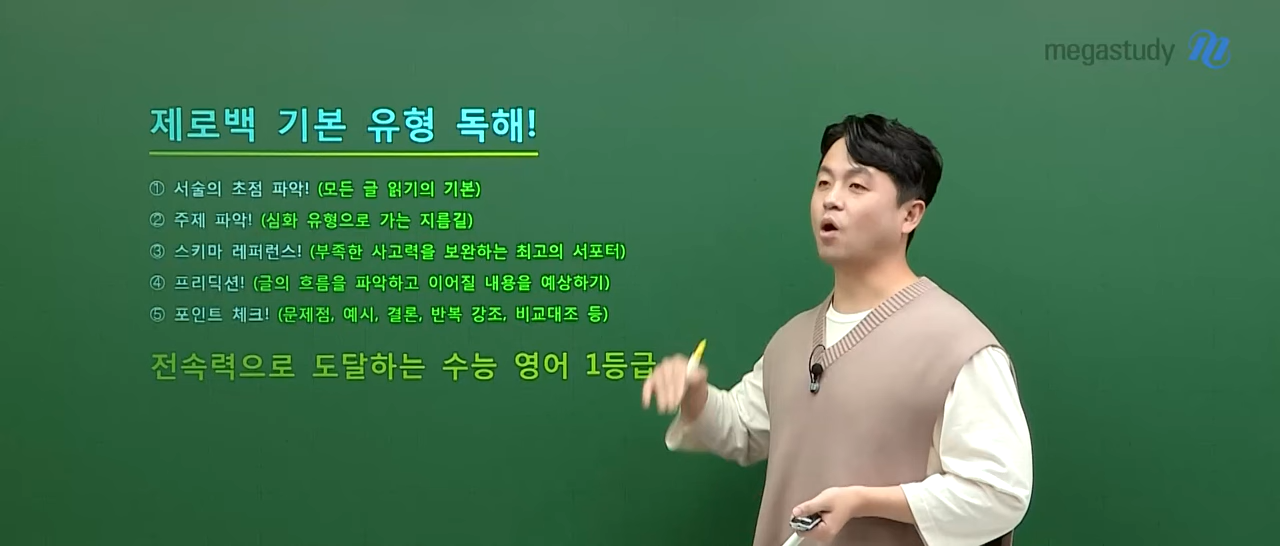 megastudy
제로백 기본 유형 독해!
① 서술의 초점 파악! (모든 글 읽기의 기본)
② 주제 파악! (심화 유형으로 가는 지름길)
③ 스키마 레퍼런스! (부족한 사고력을 보완하는 최고의 서포터)
④ 프리딕션! (글의 흐름을 파악하고 이어질 내용을 예상하기)
⑤ 포인트 체크! (문제점, 예시, 결론, 반복 강조, 비교대조 등)
전속력으로 도달하는 수능 영어 1등급